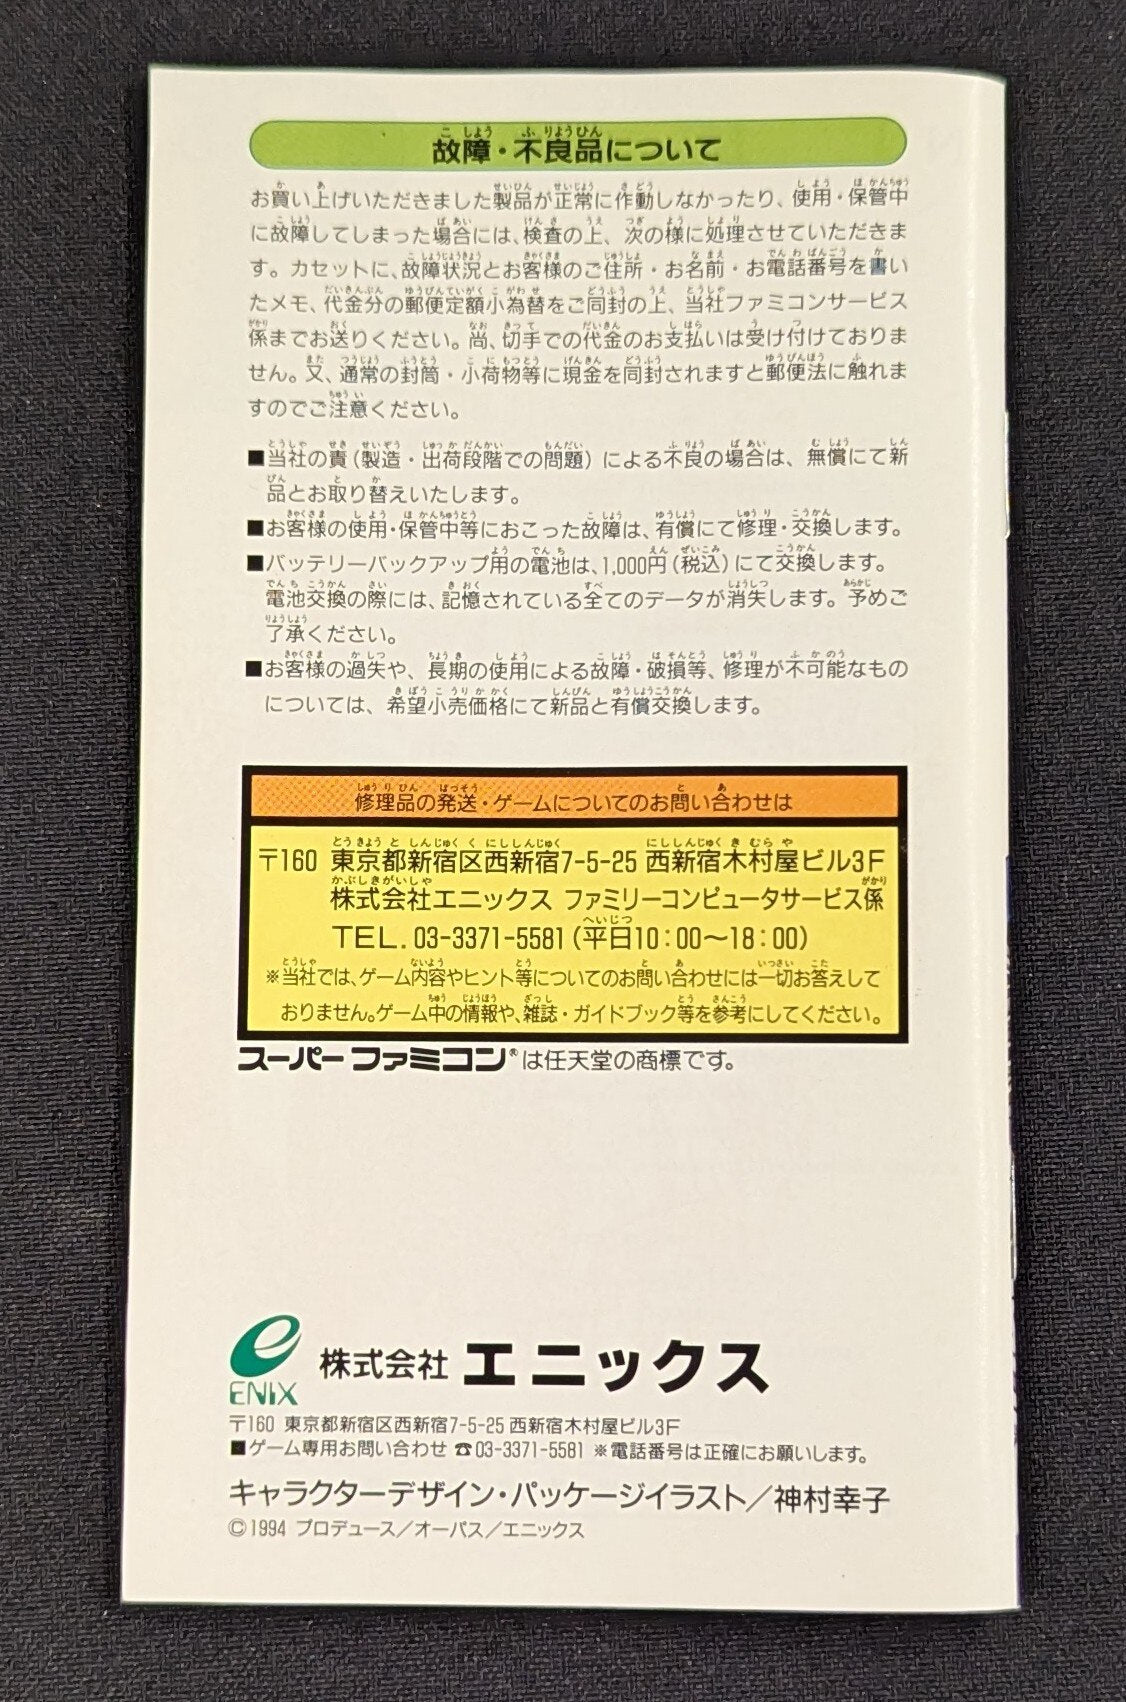 故障・不良品について
お買い上げいただきました製品が正常に作動しなかったり、使用・保管中
に故障してしまった場合には、検査の上、次の様に処理させていただきま
す。カセットに、故障状況とお客様のご住所・お名前・お電話番号を書い
たメモ、代金分の郵便定額小為替をご同封の上、当社ファミコンサービス
係までお送りください。尚、切手での代金のお支払いは受け付けておりま
せん。又、通常の封筒・小荷物等に現金を同封されますと郵便法に触れま
すのでご注意ください。
■当社の責(製造・出荷段階での問題)による不良の場合は、無償にて新
品とお取り替えいたします。
■お客様の使用・保管中等におこった故障は、有償にて修理・交換します。
■バッテリーバックアップ用の電池は、1,000円(税込)にて交換します。
電池交換の際には、記憶されている全てのデータが消失します。予めご
了承ください。
■お客様の過失や、長期の使用による故障・破損等、修理が不可能なもの
については、希望小売価格にて新品と有償交換します。
修理品の発送・ゲームについてのお問い合わせは
〒160 東京都新宿区西新宿7-5-25 西新宿木村屋ビル3F
株式会社エニックス ファミリーコンピュータサービス係
TEL. 03-3371-5581(平日10:00〜18:00)
※当社では、ゲーム内容やヒント等についてのお問い合わせには一切お答えして
おりません。ゲーム中の情報や、雑誌・ガイドブック等を参考にしてください。
スーパーファミコン®は任天堂の商標です。
ENIX 株式会社 エニックス
〒160 東京都新宿区西新宿7-5-25 西新宿木村屋ビル3F
■ゲーム専用お問い合わせ ☎03-3371-5581 ※電話番号は正確にお願いします。
キャラクターデザイン・パッケージイラスト/神村幸子
©1994 プロデュース/オーパス/エニックス